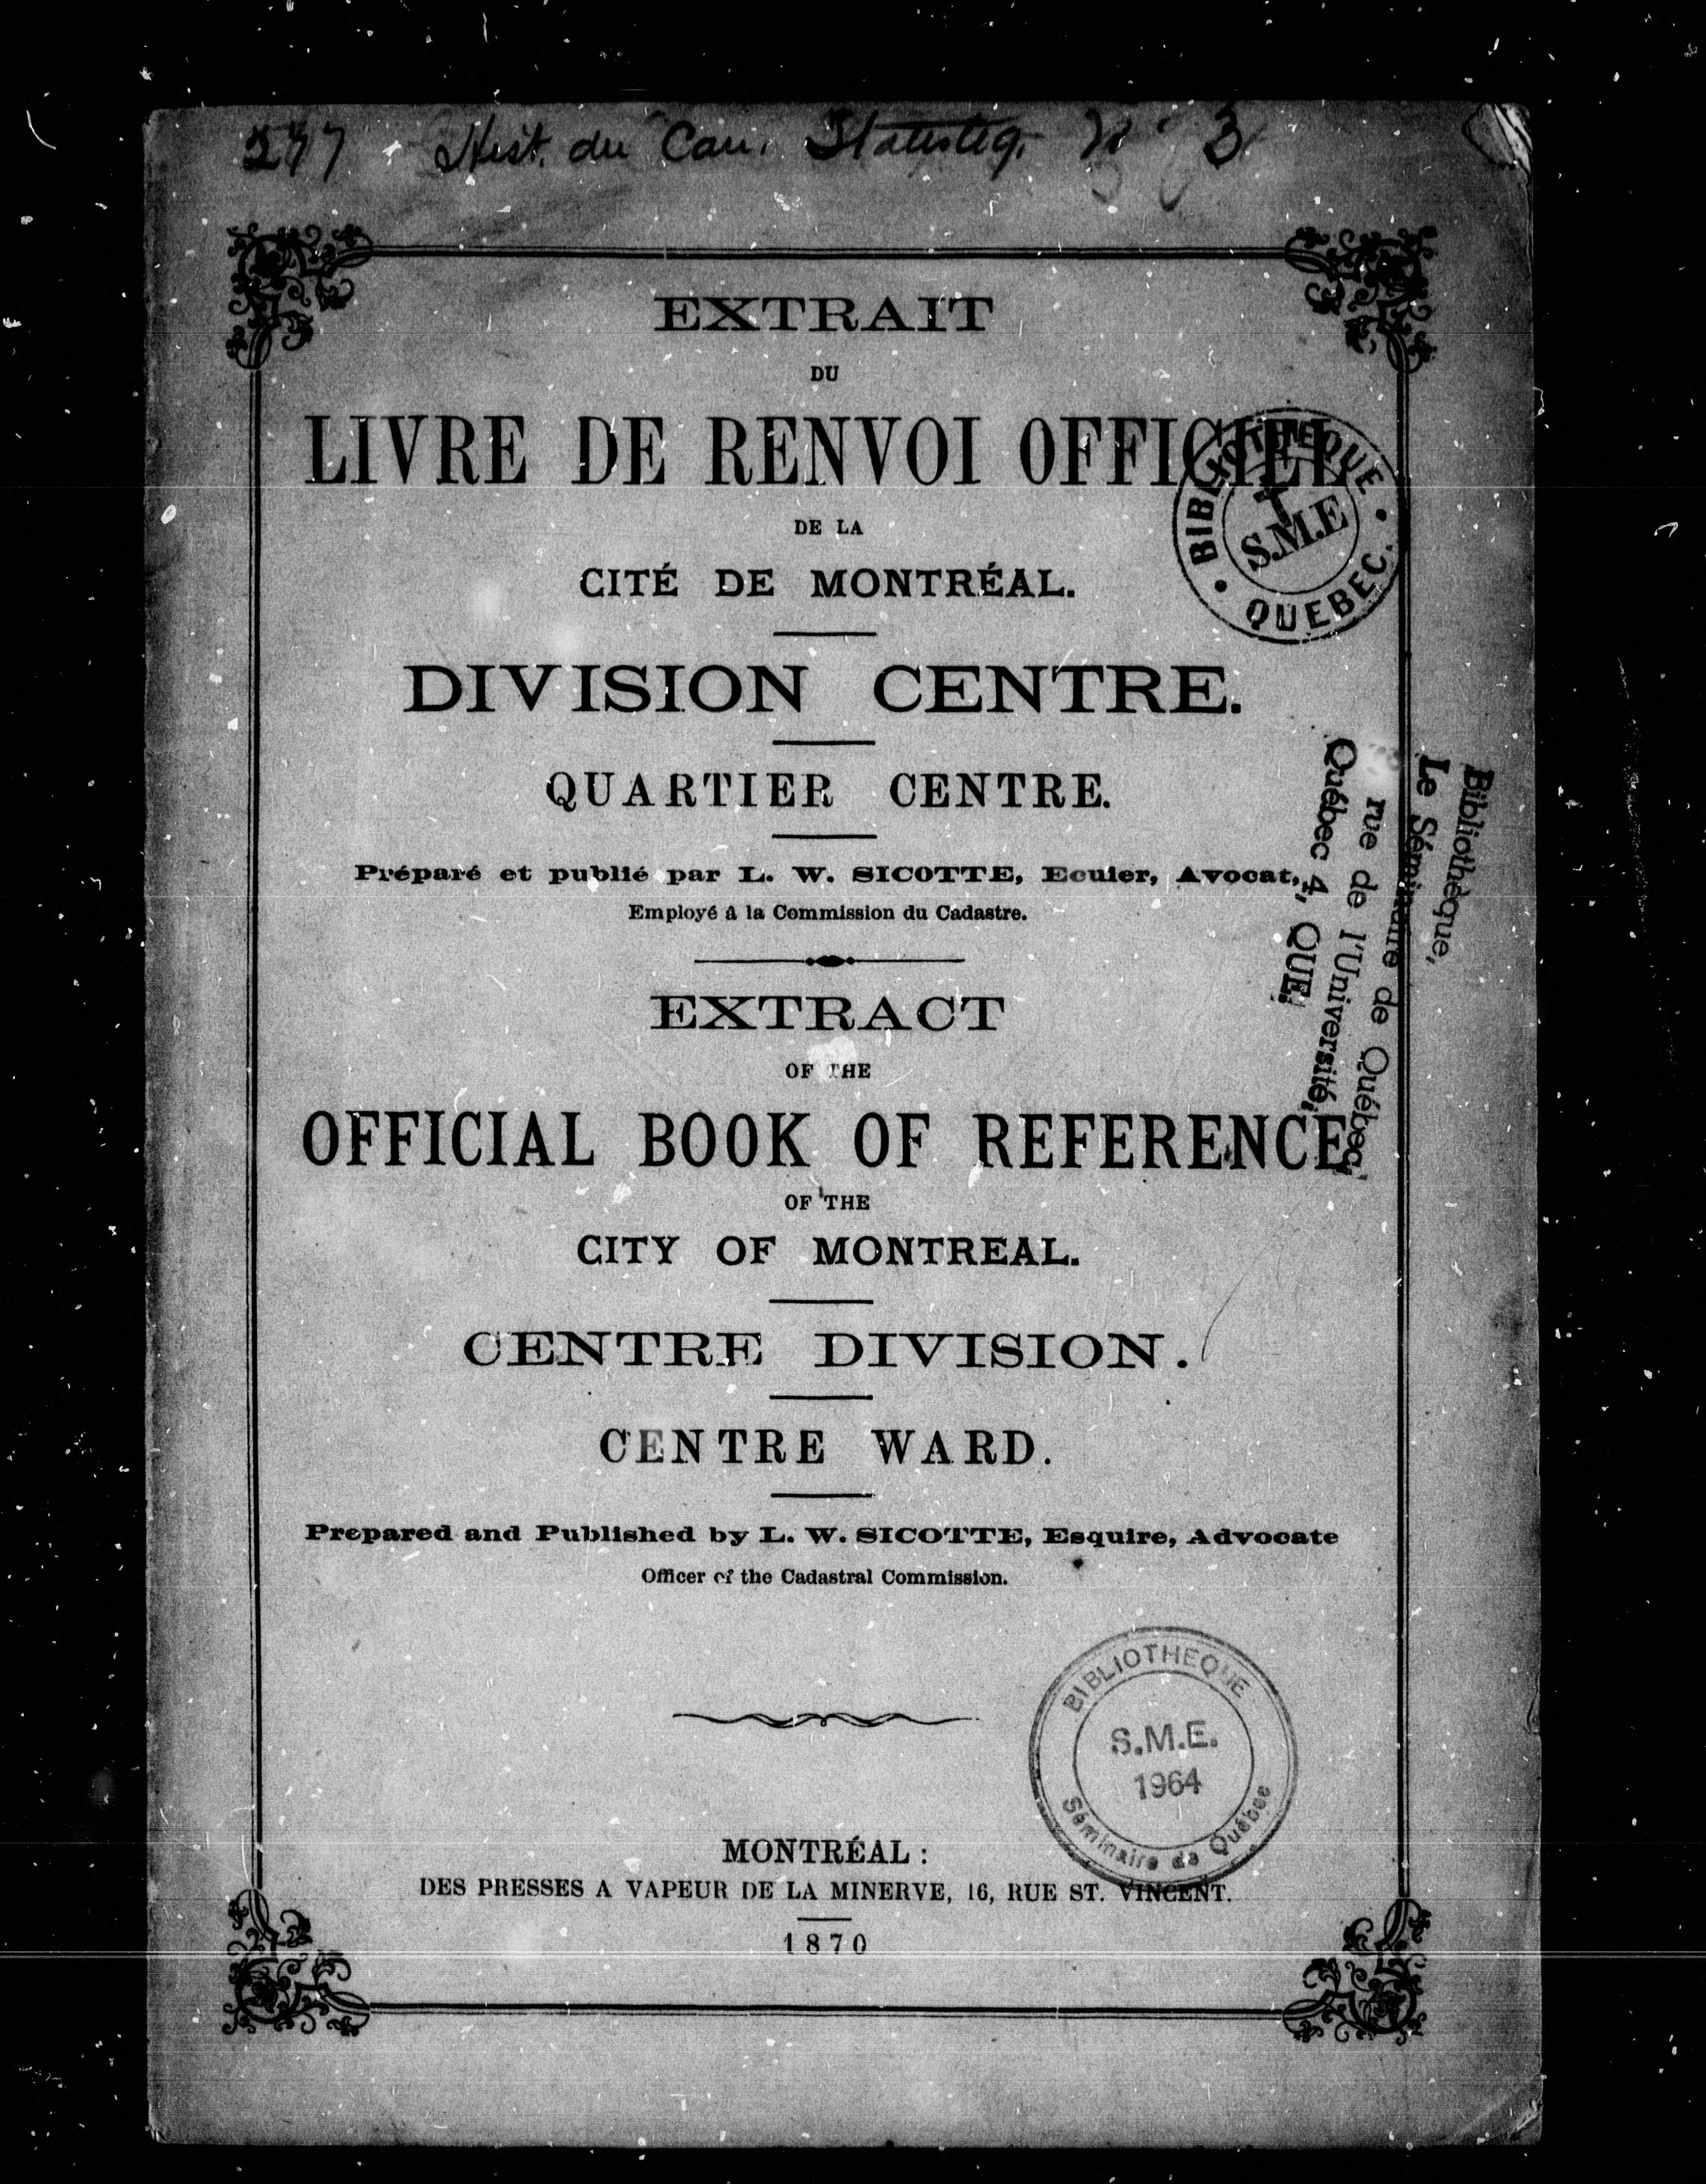 Hist. du Can. Statistiq. No 3
EXTRAIT
DU
LIVRE DE RENVOI OFFICIEL
DE LA
CITÉ DE MONTRÉAL.
BIBLIOTHEQUE
S.M.E
QUEBEC.
DIVISION CENTRE.
QUARTIER CENTRE.
Bibliothèque,
Le Séminaire de Québec,
rue de l'Université,
Québec 4, QUE.
Préparé et publié par L. W. SICOTTE, Ecuier, Avocat,
Employé à la Commission du Cadastre.
EXTRACT
OF THE
OFFICIAL BOOK OF REFERENCE
OF THE
CITY OF MONTREAL.
CENTRE DIVISION.
CENTRE WARD.
Prepared and Published by L. W. SICOTTE, Esquire, Advocate
Officer of the Cadastral Commission.
BIBLIOTHEQUE
S.M.E.
1964
Séminaire de Québec
MONTRÉAL :
DES PRESSES A VAPEUR DE LA MINERVE, 16, RUE ST. VINCENT.
1870